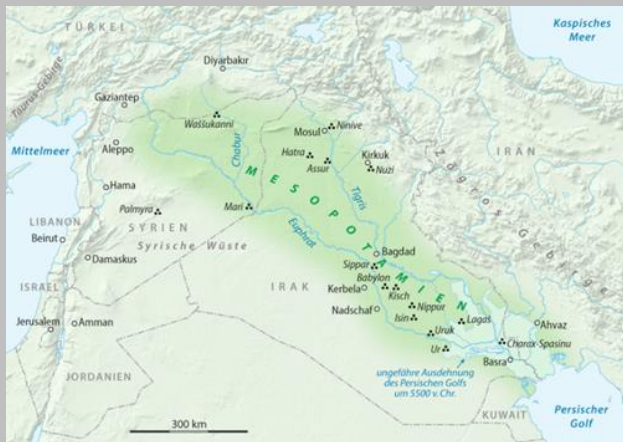 TÜRKEI
Kaspisches
Meer
Diyarbakır
Taurus-Gebirge
Gaziantep
Waššukanni
Mosul
Ninive
Mittelmeer
Aleppo
Chabur
Hatra
Assur
Kirkuk
Nuzi
IRAN
Zagros Gebirge
MESOPOTAMIEN
Hama
Tigris
Palmyra
Mari
LIBANON
SYRIEN
Syrische Wüste
Euphrat
Beirut
Bagdad
Damaskus
Sippar
Babylon
ISRAEL
IRAK
Kerbela
Kisch
Nippur
Nadschaf
Isin
Lagaš
Jerusalem
Amman
Uruk
Ahvaz
Charax-Spasinu
Ur
Basra
ungefähre Ausdehnung
des Persischen Golfs
um 5500 v. Chr.
JORDANIEN
KUWAIT
Persischer
Golf
300 km